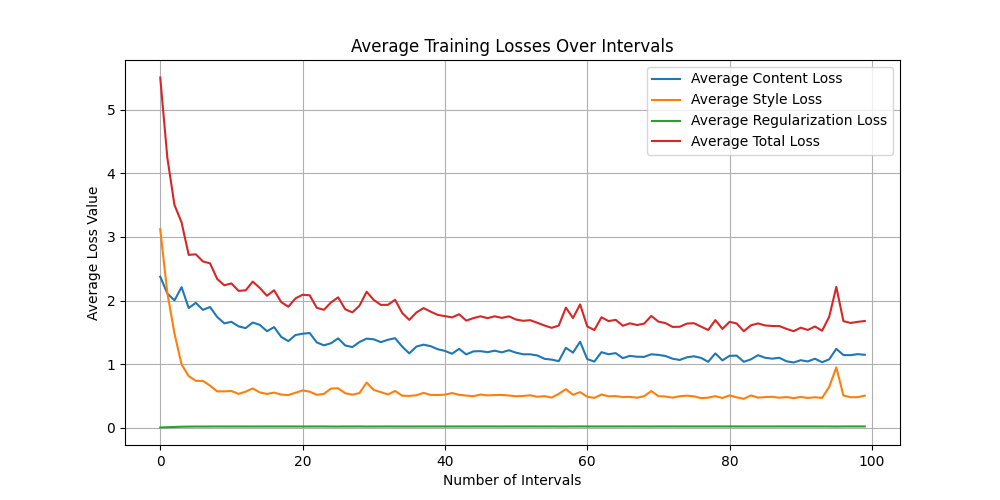 Average Training Losses Over Intervals
Average Content Loss
Average Style Loss
Average Regularization Loss
Average Total Loss
Average Loss Value
5
4
3
2
1
0
0 20 40 60 80 100
Number of Intervals